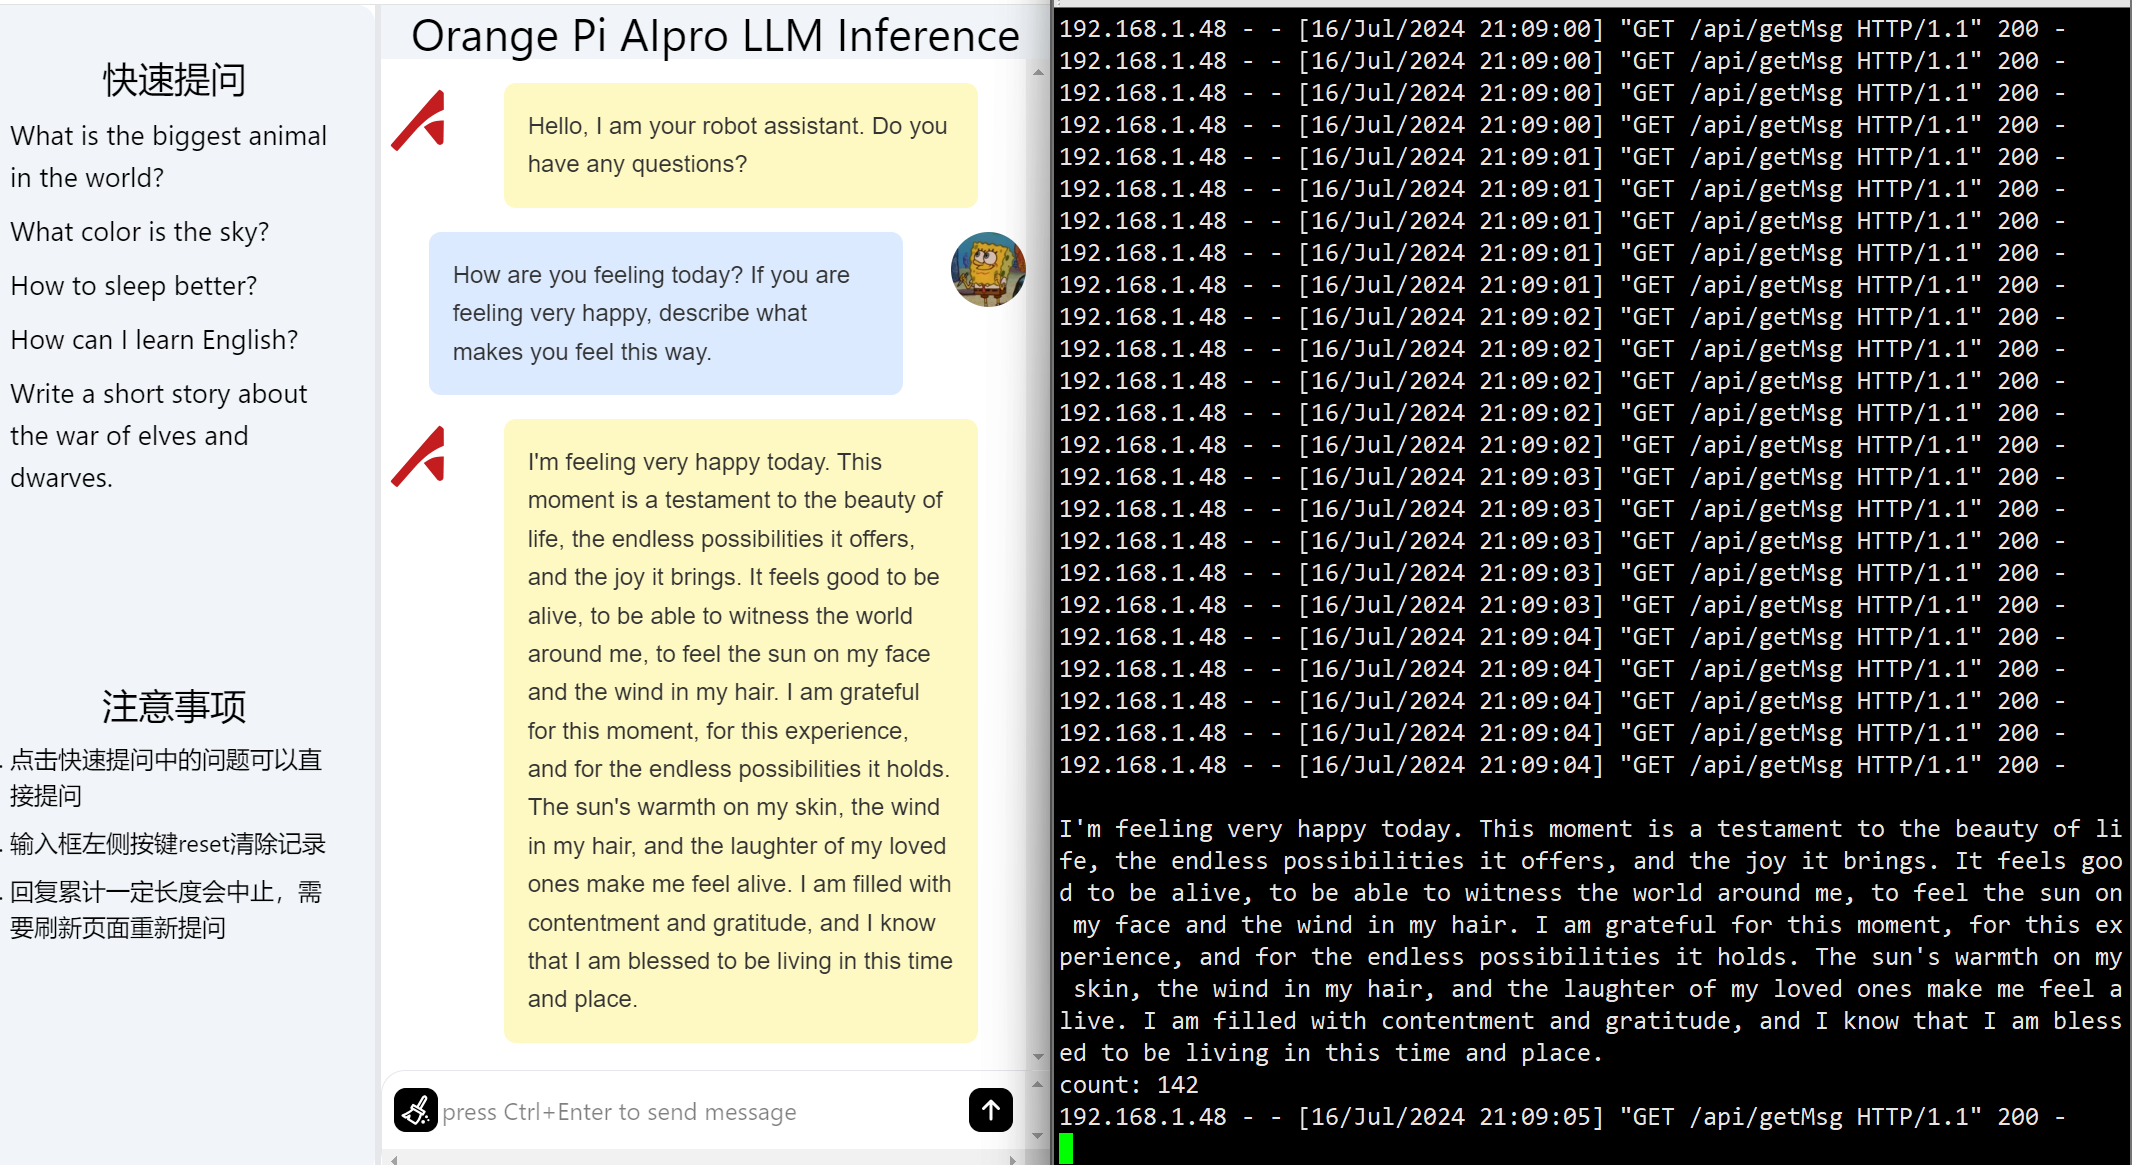 快速提问
What is the biggest animal
in the world?
What color is the sky?
How to sleep better?
How can I learn English?
Write a short story about
the war of elves and
dwarves.
注意事项
. 点击快速提问中的问题可以直
接提问
. 输入框左侧按键reset清除记录
. 回复累计一定长度会中止，需
要刷新页面重新提问
Orange Pi AIpro LLM Inference
Hello, I am your robot assistant. Do you
have any questions?
How are you feeling today? If you are
feeling very happy, describe what
makes you feel this way.
I'm feeling very happy today. This
moment is a testament to the beauty of
life, the endless possibilities it offers,
and the joy it brings. It feels good to be
alive, to be able to witness the world
around me, to feel the sun on my face
and the wind in my hair. I am grateful
for this moment, for this experience,
and for the endless possibilities it holds.
The sun's warmth on my skin, the wind
in my hair, and the laughter of my loved
ones make me feel alive. I am filled with
contentment and gratitude, and I know
that I am blessed to be living in this time
and place.
press Ctrl+Enter to send message
192.168.1.48 - - [16/Jul/2024 21:09:00] "GET /api/getMsg HTTP/1.1" 200 -
192.168.1.48 - - [16/Jul/2024 21:09:00] "GET /api/getMsg HTTP/1.1" 200 -
192.168.1.48 - - [16/Jul/2024 21:09:00] "GET /api/getMsg HTTP/1.1" 200 -
192.168.1.48 - - [16/Jul/2024 21:09:00] "GET /api/getMsg HTTP/1.1" 200 -
192.168.1.48 - - [16/Jul/2024 21:09:01] "GET /api/getMsg HTTP/1.1" 200 -
192.168.1.48 - - [16/Jul/2024 21:09:01] "GET /api/getMsg HTTP/1.1" 200 -
192.168.1.48 - - [16/Jul/2024 21:09:01] "GET /api/getMsg HTTP/1.1" 200 -
192.168.1.48 - - [16/Jul/2024 21:09:01] "GET /api/getMsg HTTP/1.1" 200 -
192.168.1.48 - - [16/Jul/2024 21:09:01] "GET /api/getMsg HTTP/1.1" 200 -
192.168.1.48 - - [16/Jul/2024 21:09:02] "GET /api/getMsg HTTP/1.1" 200 -
192.168.1.48 - - [16/Jul/2024 21:09:02] "GET /api/getMsg HTTP/1.1" 200 -
192.168.1.48 - - [16/Jul/2024 21:09:02] "GET /api/getMsg HTTP/1.1" 200 -
192.168.1.48 - - [16/Jul/2024 21:09:02] "GET /api/getMsg HTTP/1.1" 200 -
192.168.1.48 - - [16/Jul/2024 21:09:02] "GET /api/getMsg HTTP/1.1" 200 -
192.168.1.48 - - [16/Jul/2024 21:09:03] "GET /api/getMsg HTTP/1.1" 200 -
192.168.1.48 - - [16/Jul/2024 21:09:03] "GET /api/getMsg HTTP/1.1" 200 -
192.168.1.48 - - [16/Jul/2024 21:09:03] "GET /api/getMsg HTTP/1.1" 200 -
192.168.1.48 - - [16/Jul/2024 21:09:03] "GET /api/getMsg HTTP/1.1" 200 -
192.168.1.48 - - [16/Jul/2024 21:09:03] "GET /api/getMsg HTTP/1.1" 200 -
192.168.1.48 - - [16/Jul/2024 21:09:04] "GET /api/getMsg HTTP/1.1" 200 -
192.168.1.48 - - [16/Jul/2024 21:09:04] "GET /api/getMsg HTTP/1.1" 200 -
192.168.1.48 - - [16/Jul/2024 21:09:04] "GET /api/getMsg HTTP/1.1" 200 -
192.168.1.48 - - [16/Jul/2024 21:09:04] "GET /api/getMsg HTTP/1.1" 200 -
192.168.1.48 - - [16/Jul/2024 21:09:04] "GET /api/getMsg HTTP/1.1" 200 -
I'm feeling very happy today. This moment is a testament to the beauty of li
fe, the endless possibilities it offers, and the joy it brings. It feels goo
d to be alive, to be able to witness the world around me, to feel the sun on
 my face and the wind in my hair. I am grateful for this moment, for this ex
perience, and for the endless possibilities it holds. The sun's warmth on my
 skin, the wind in my hair, and the laughter of my loved ones make me feel a
live. I am filled with contentment and gratitude, and I know that I am bless
ed to be living in this time and place.
count: 142
192.168.1.48 - - [16/Jul/2024 21:09:05] "GET /api/getMsg HTTP/1.1" 200 -